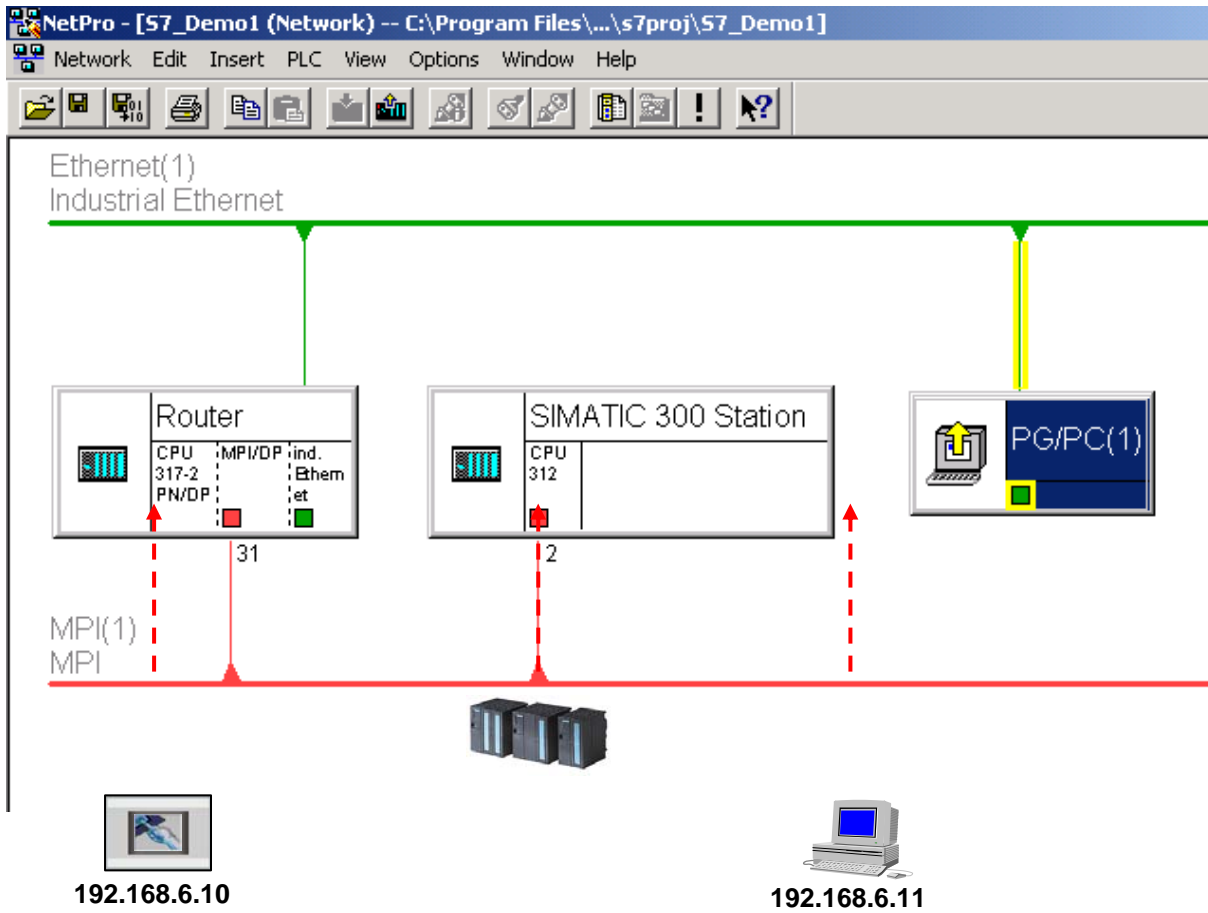 NetPro - [S7_Demo1 (Network) -- C:\Program Files\...\s7proj\S7_Demo1]
Network Edit Insert PLC View Options Window Help
Ethernet(1)
Industrial Ethernet
Router
CPU
317-2
PN/DP
MPI/DP
ind.
Ethern
et
31
SIMATIC 300 Station
CPU
312
2
PG/PC(1)
MPI(1)
MPI
192.168.6.10
192.168.6.11